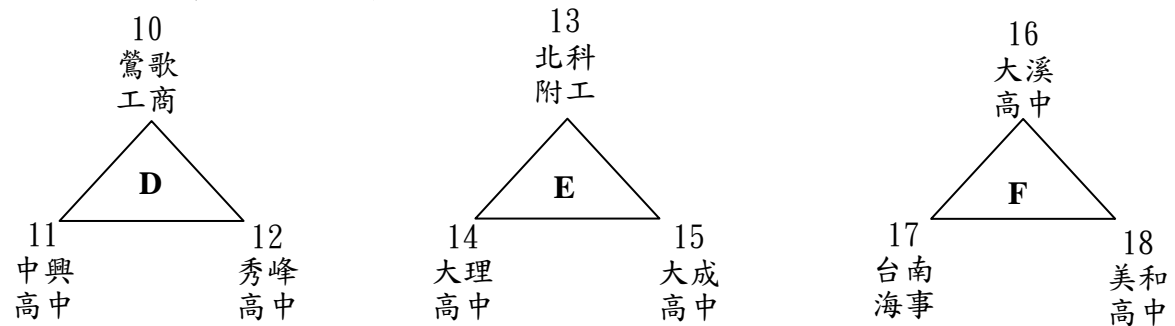 10
鶯歌
工商
D
11
中興
高中
12
秀峰
高中
13
北科
附工
E
14
大理
高中
15
大成
高中
16
大溪
高中
F
17
台南
海事
18
美和
高中